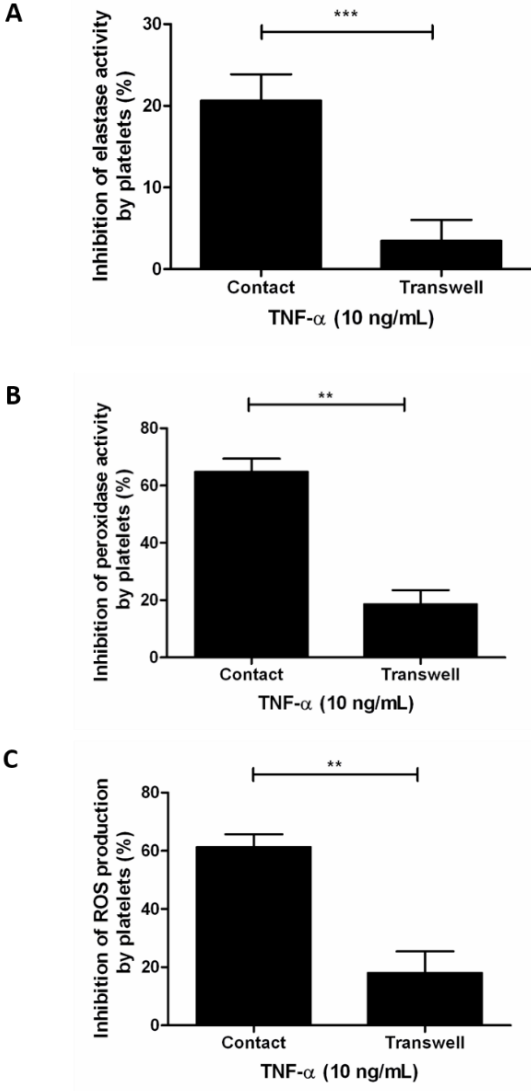 A
***
Inhibition of elastase activity
by platelets (%)
30
20
10
0
Contact Transwell
TNF-α (10 ng/mL)
B
**
Inhibition of peroxidase activity
by platelets (%)
80
60
40
20
0
Contact Transwell
TNF-α (10 ng/mL)
C
**
Inhibition of ROS production
by platelets (%)
80
60
40
20
0
Contact Transwell
TNF-α (10 ng/mL)